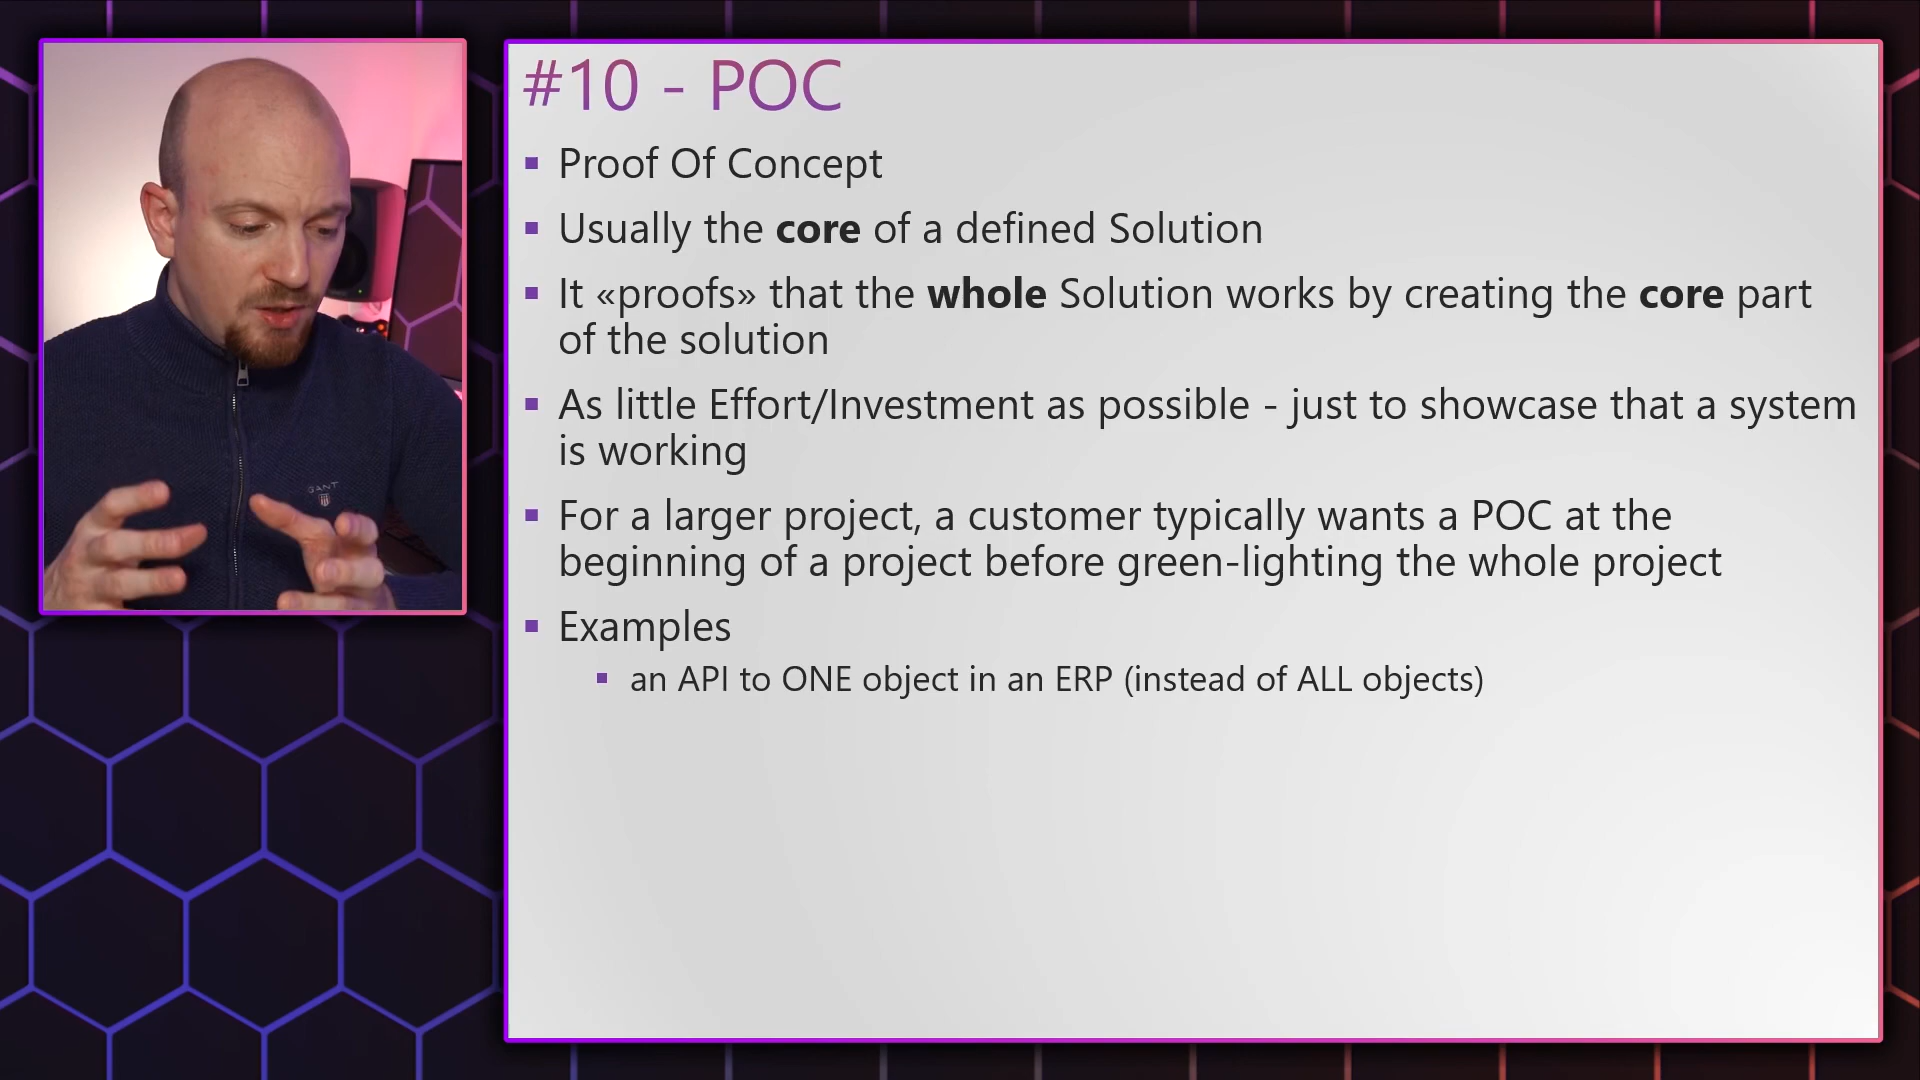 #10 - POC
Proof Of Concept
Usually the core of a defined Solution
It «proofs» that the whole Solution works by creating the core part
of the solution
As little Effort/Investment as possible - just to showcase that a system
is working
For a larger project, a customer typically wants a POC at the
beginning of a project before green-lighting the whole project
Examples
an API to ONE object in an ERP (instead of ALL objects)
GANT